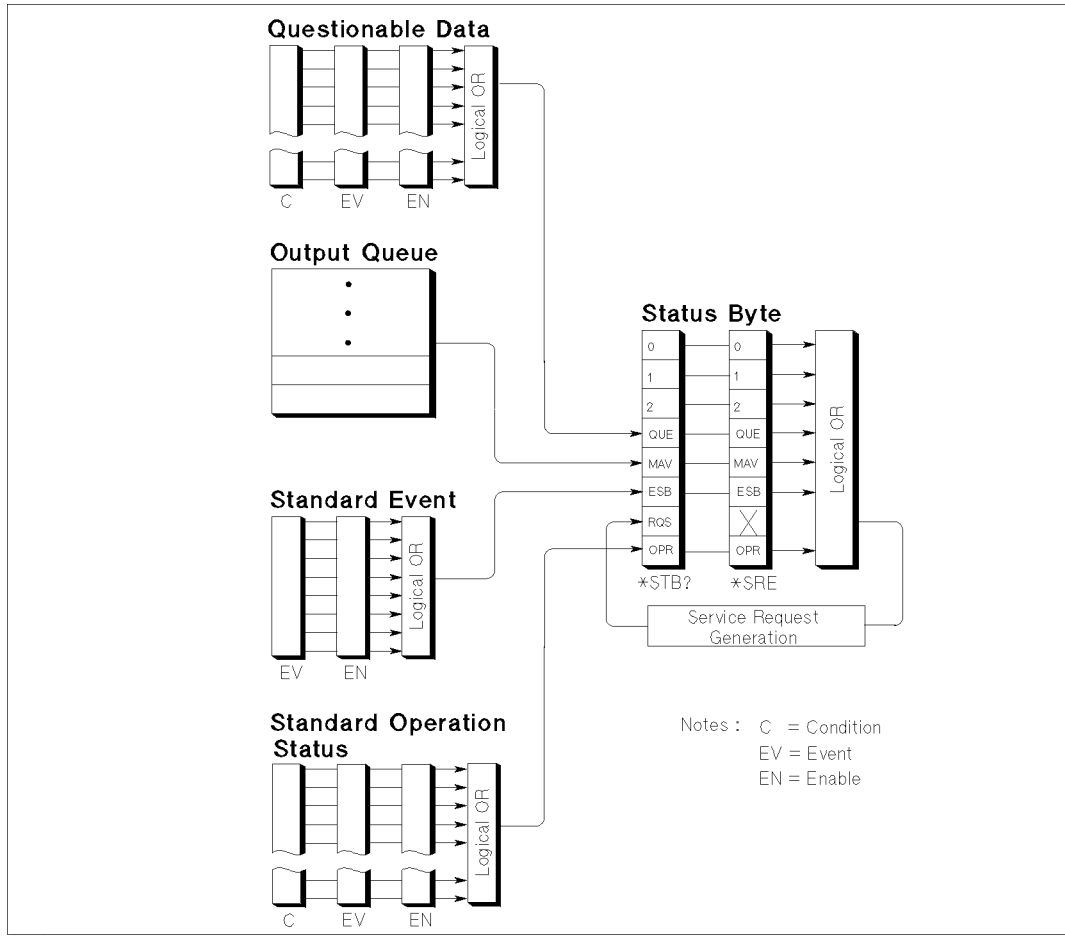 Questionable Data
Logical OR
C EV EN
Output Queue
Status Byte
0 0
1 1
2 2
QUE QUE
MAV MAV
ESB ESB
RQS
OPR OPR
Logical OR
*STB? *SRE
Service Request
Generation
Standard Event
Logical OR
EV EN
Standard Operation
Status
Logical OR
C EV EN
Notes : C = Condition
EV = Event
EN = Enable